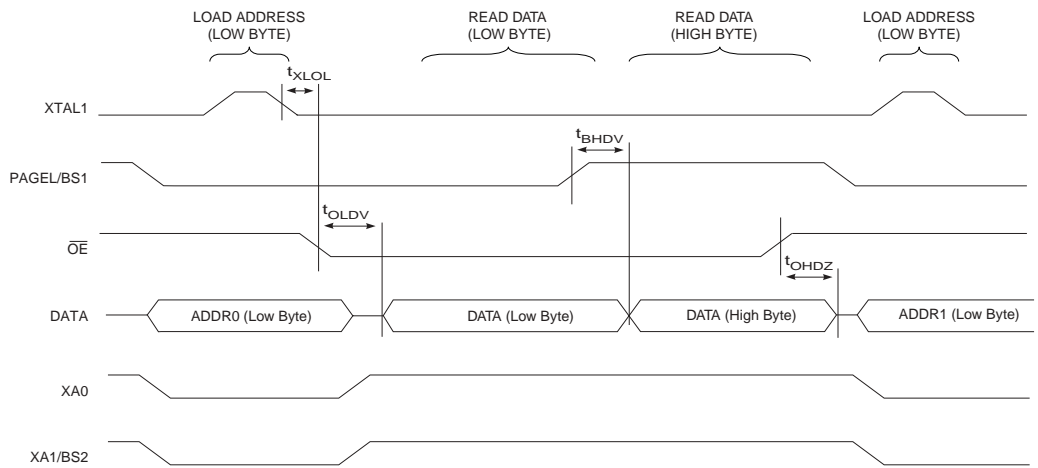 LOAD ADDRESS
(LOW BYTE)
READ DATA
(LOW BYTE)
READ DATA
(HIGH BYTE)
LOAD ADDRESS
(LOW BYTE)
tXLOL
XTAL1
tBHDV
PAGEL/BS1
tOLDV
OE
tOHDZ
DATA
ADDR0 (Low Byte)
DATA (Low Byte)
DATA (High Byte)
ADDR1 (Low Byte)
XA0
XA1/BS2